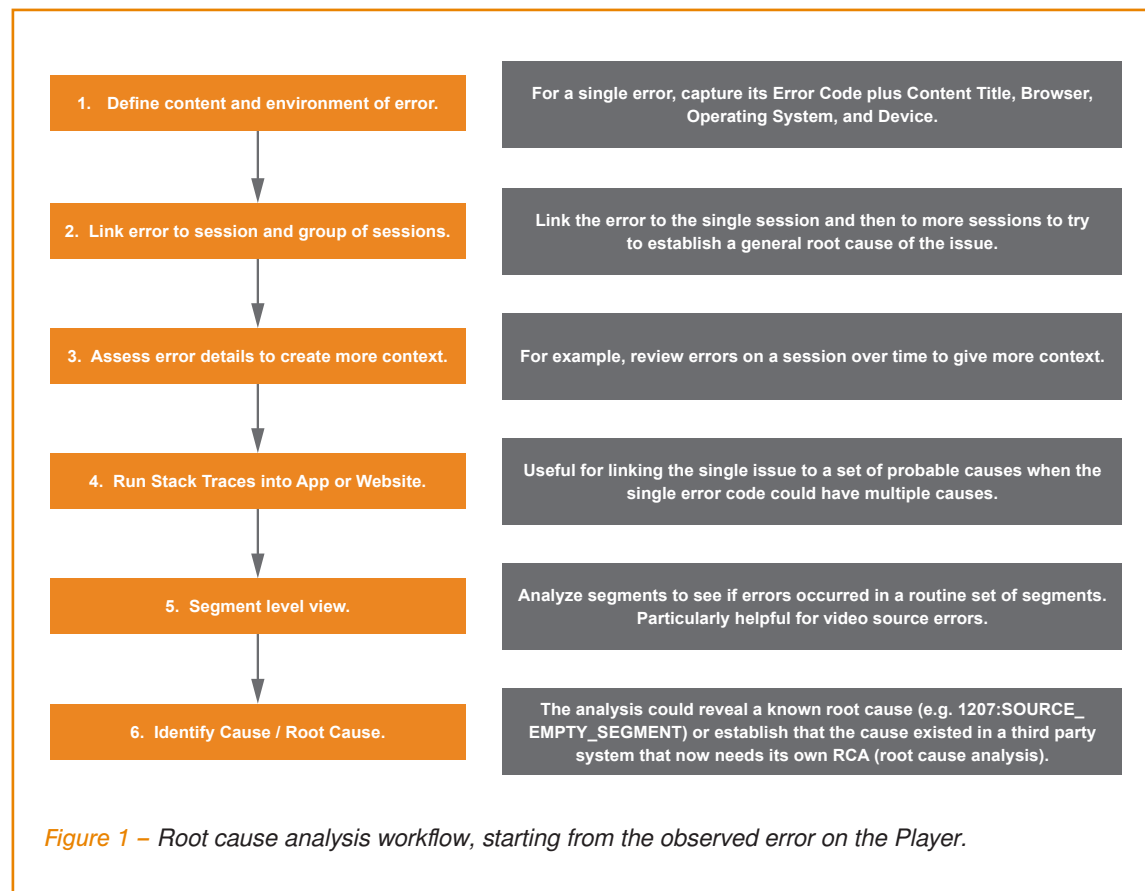 1. Define content and environment of error.
For a single error, capture its Error Code plus Content Title, Browser,
Operating System, and Device.
2. Link error to session and group of sessions.
Link the error to the single session and then to more sessions to try
to establish a general root cause of the issue.
3. Assess error details to create more context.
For example, review errors on a session over time to give more context.
4. Run Stack Traces into App or Website.
Useful for linking the single issue to a set of probable causes when the
single error code could have multiple causes.
5. Segment level view.
Analyze segments to see if errors occurred in a routine set of segments.
Particularly helpful for video source errors.
6. Identify Cause / Root Cause.
The analysis could reveal a known root cause (e.g. 1207:SOURCE_
EMPTY_SEGMENT) or establish that the cause existed in a third party
system that now needs its own RCA (root cause analysis).
Figure 1 – Root cause analysis workflow, starting from the observed error on the Player.